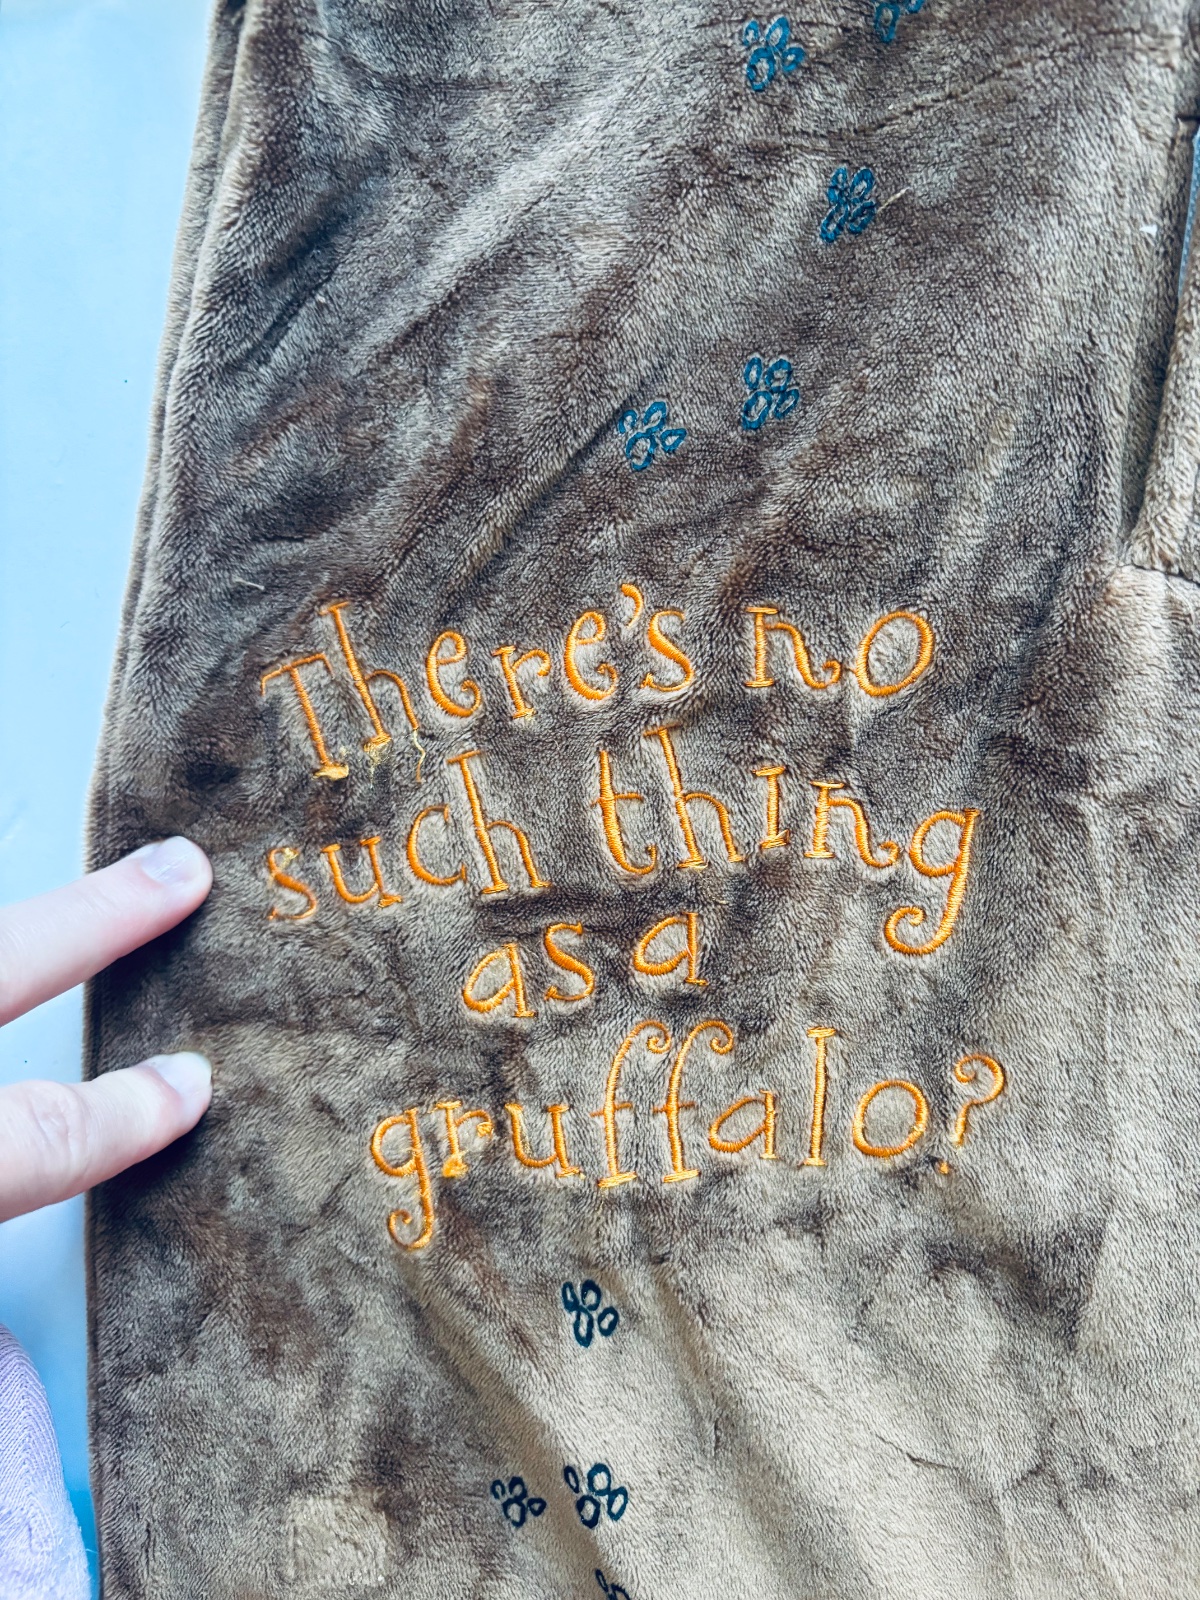 There's no
such thing
as a
gruffalo?